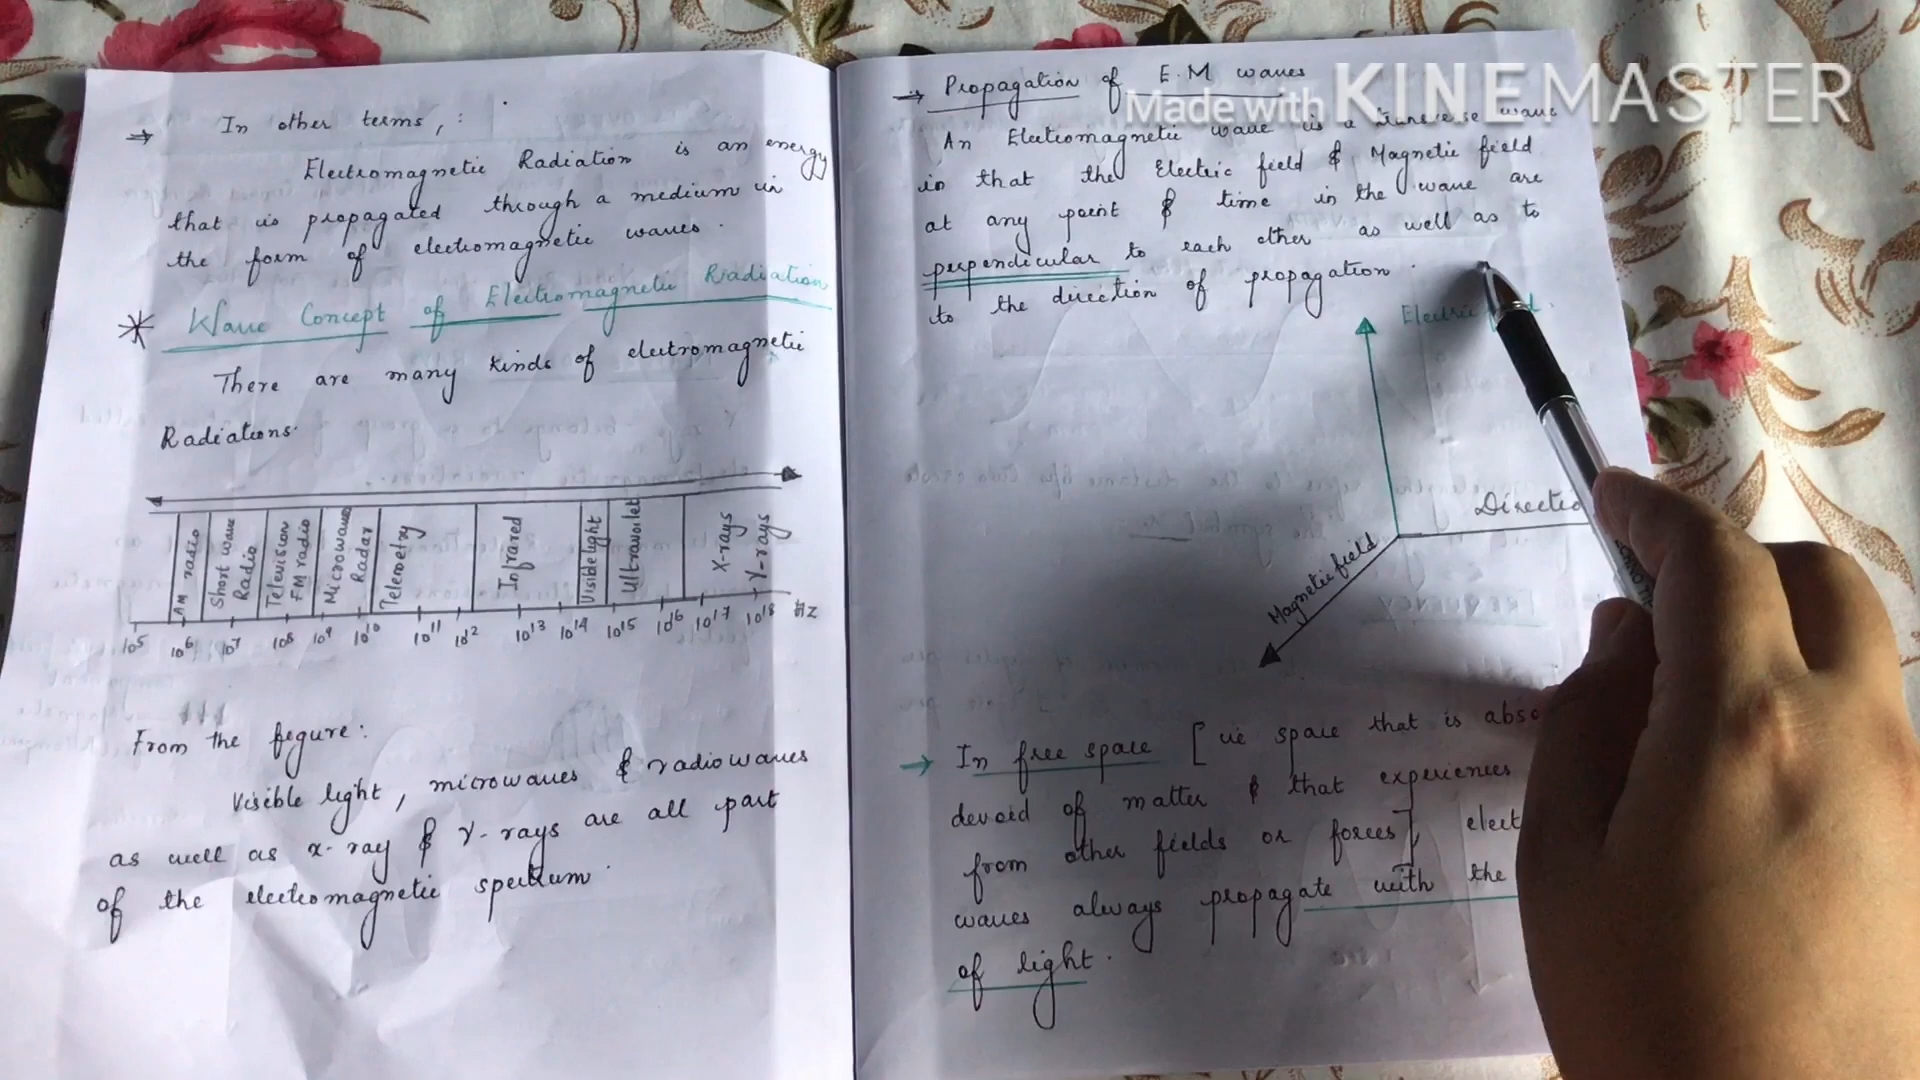 ⇒ In other terms, :
Electromagnetic Radiation is an energy
that is propagated through a medium in
the form of electromagnetic waves.
* Wave Concept of Electromagnetic Radiation
There are many kinds of electromagnetic
Radiations.
AM radio
Short wave Radio
Television FM radio
Microwaves Radar
Telemetry
Infrared
Visible light
Ultraviolet
X-rays
γ-rays
10^5 10^6 10^7 10^8 10^9 10^10 10^11 10^12 10^13 10^14 10^15 10^16 10^17 10^18 Hz
From the figure:
Visible light, microwaves & radiowaves
as well as x-ray & γ-rays are all part
of the electromagnetic spectrum.
⇒ Propagation of E.M waves
Made with KINEMASTER
An Electromagnetic wave is a transverse wave
in that the Electric field & Magnetic field
at any point & time in the wave are
perpendicular to each other as well as to
to the direction of propagation.
Electric
Directio
Magnetic field
→ In free space [ie space that is abso
devoid of matter & that experiences
from other fields or forces], elect
waves always propagate with the
of light.